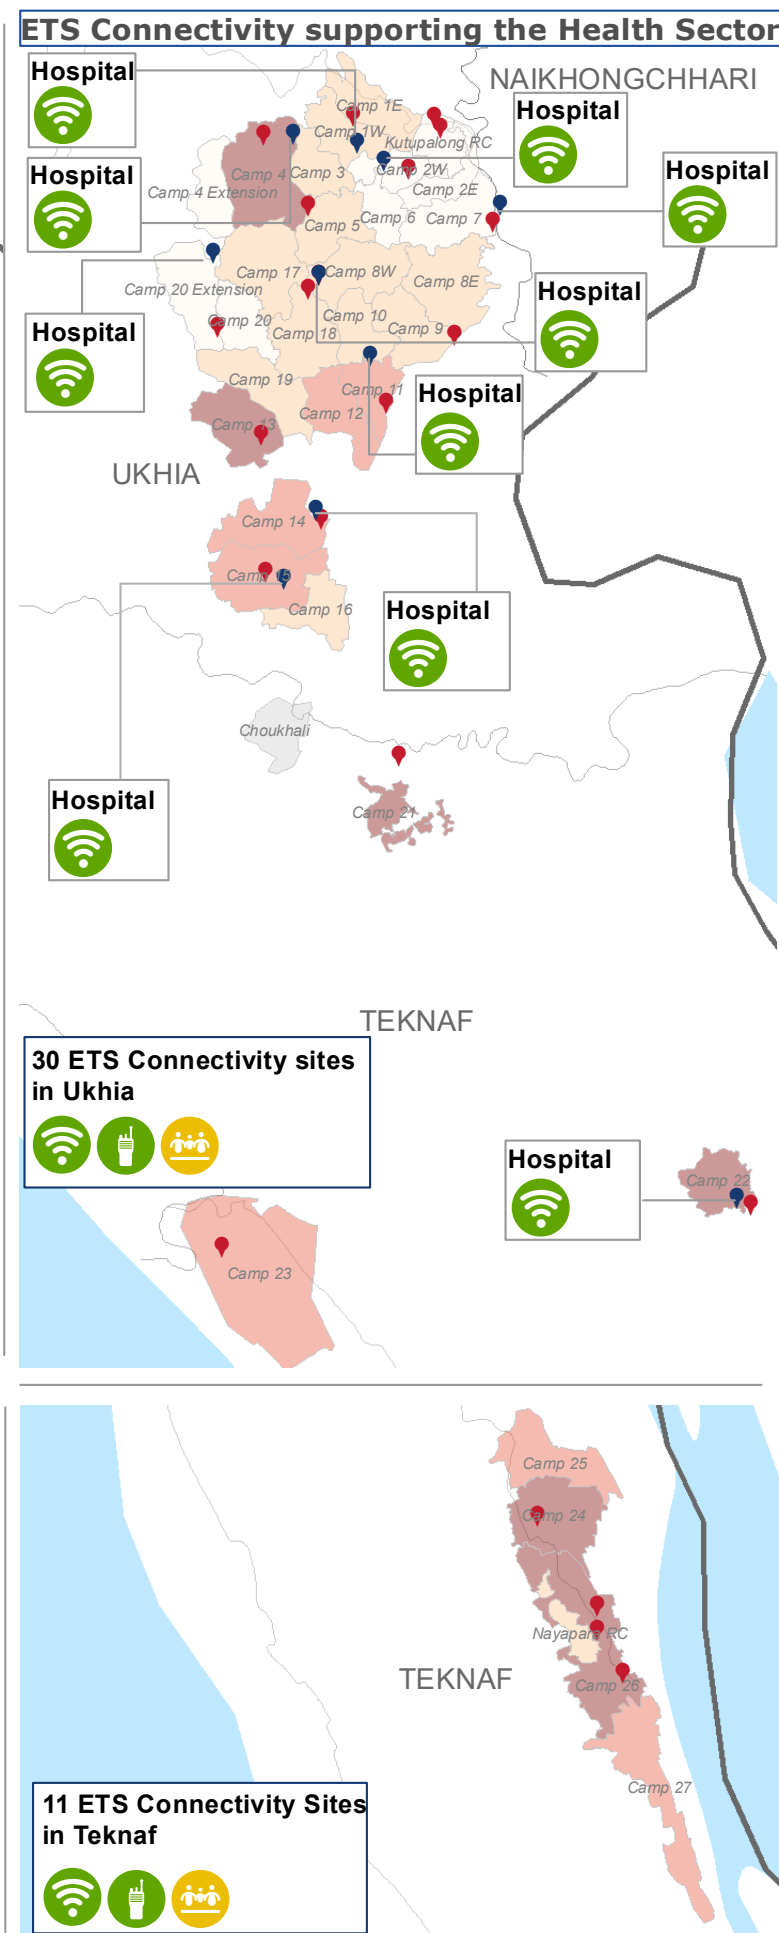 ETS Connectivity supporting the Health Sector
Hospital
NAIKHONGCHHARI
Hospital
Camp 1E
Camp 1W
Kutupalong RC
Hospital
Hospital
Camp 4
Camp 3
Camp 2W
Camp 4 Extension
Camp 2E
Camp 5
Camp 6
Camp 7
Camp 17
Camp 8W
Camp 8E
Camp 20 Extension
Hospital
Hospital
Camp 20
Camp 18
Camp 10
Camp 9
Camp 19
Camp 11
Camp 12
Hospital
Camp 13
UKHIA
Camp 14
Camp 15
Camp 16
Hospital
Choukhali
Hospital
Camp 21
TEKNAF
30 ETS Connectivity sites
in Ukhia
Hospital
Camp 22
Camp 23
Camp 25
Camp 24
Nayapara RC
TEKNAF
Camp 26
Camp 27
11 ETS Connectivity Sites
in Teknaf